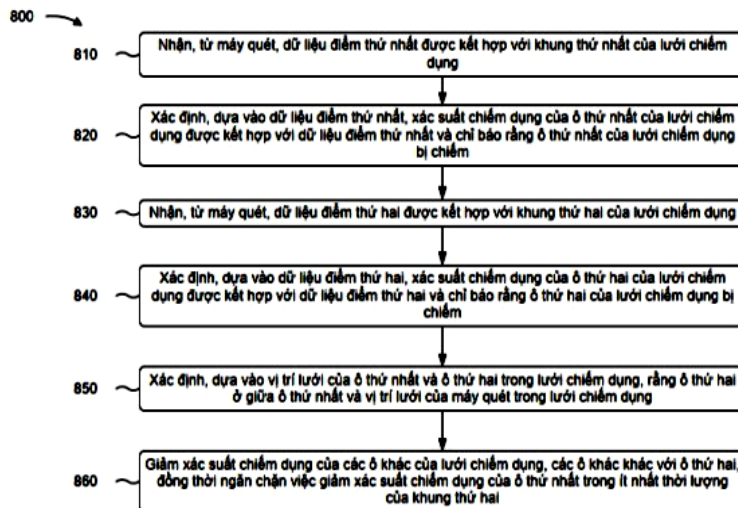 800
810
Nhận, từ máy quét, dữ liệu điểm thứ nhất được kết hợp với khung thứ nhất của lưới chiếm
dụng
820
Xác định, dựa vào dữ liệu điểm thứ nhất, xác suất chiếm dụng của ô thứ nhất của lưới chiếm
dụng được kết hợp với dữ liệu điểm thứ nhất và chỉ báo rằng ô thứ nhất của lưới chiếm dụng
bị chiếm
830
Nhận, từ máy quét, dữ liệu điểm thứ hai được kết hợp với khung thứ hai của lưới chiếm dụng
840
Xác định, dựa vào dữ liệu điểm thứ hai, xác suất chiếm dụng của ô thứ hai của lưới chiếm
dụng được kết hợp với dữ liệu điểm thứ hai và chỉ báo rằng ô thứ hai của lưới chiếm dụng bị
chiếm
850
Xác định, dựa vào vị trí lưới của ô thứ nhất và ô thứ hai trong lưới chiếm dụng, rằng ô thứ hai
ở giữa ô thứ nhất và vị trí lưới của máy quét trong lưới chiếm dụng
860
Giảm xác suất chiếm dụng của các ô khác của lưới chiếm dụng, các ô khác khác với ô thứ hai,
đồng thời ngăn chặn việc giảm xác suất chiếm dụng của ô thứ nhất trong ít nhất thời lượng
của khung thứ hai